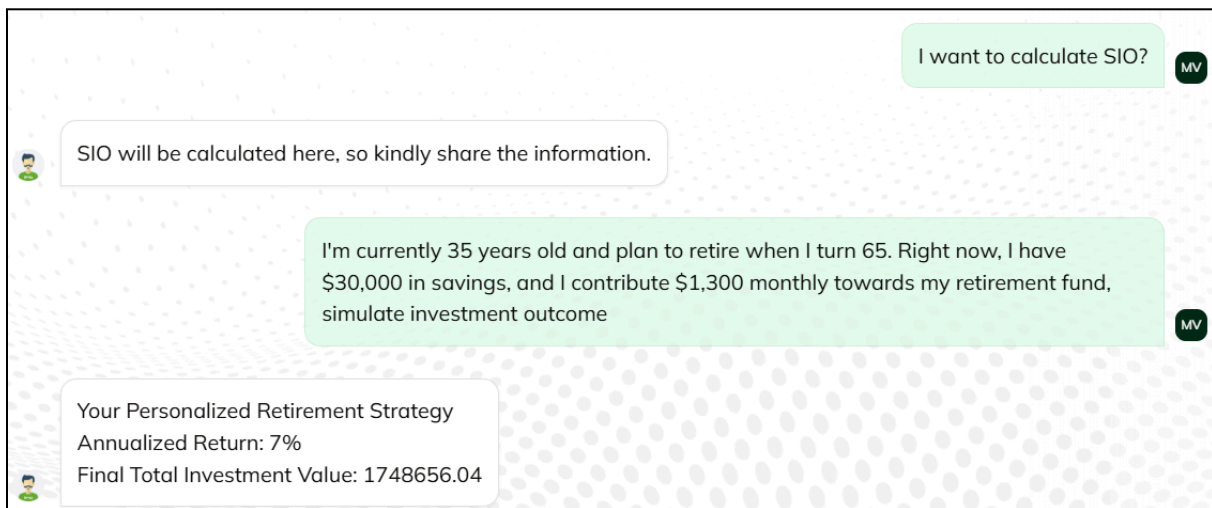 I want to calculate SIO?
MV
SIO will be calculated here, so kindly share the information.
I'm currently 35 years old and plan to retire when I turn 65. Right now, I have
$30,000 in savings, and I contribute $1,300 monthly towards my retirement fund,
simulate investment outcome
MV
Your Personalized Retirement Strategy
Annualized Return: 7%
Final Total Investment Value: 1748656.04